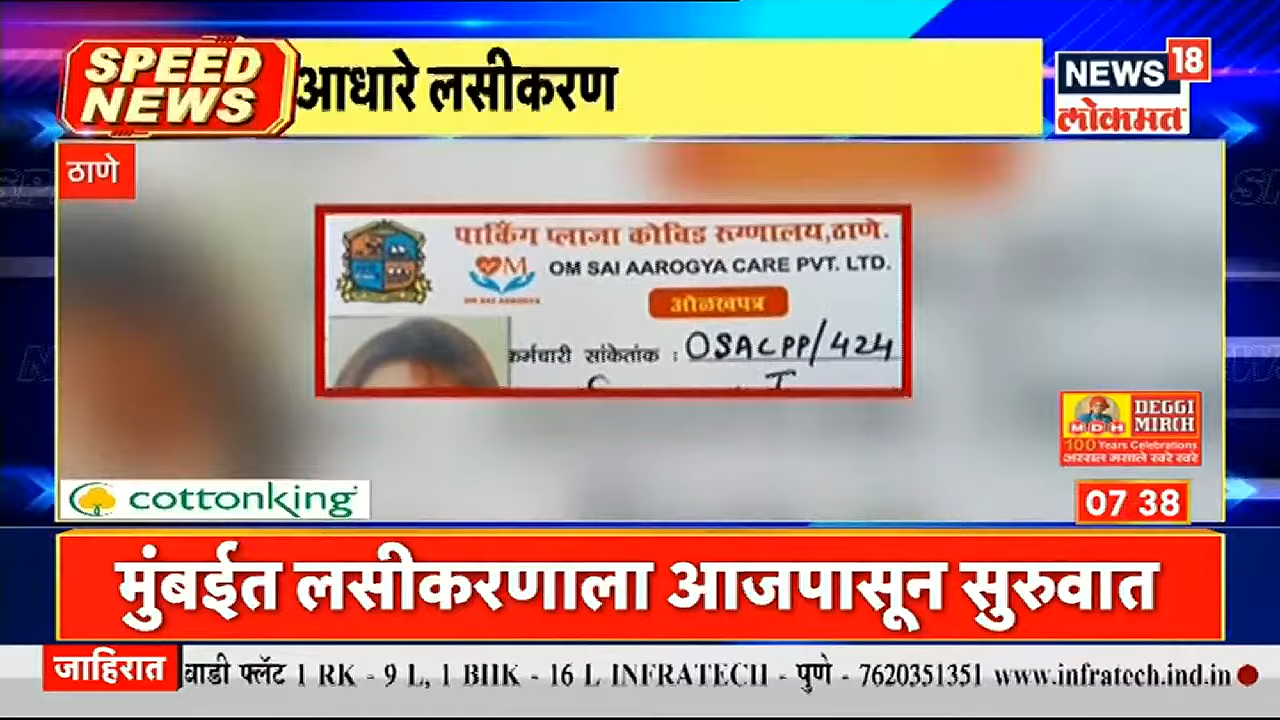 SPEED
NEWS
आधारे लसीकरण
NEWS 18
लोकमत
ठाणे
पार्किंग प्लाजा कोविड रुग्णालय,ठाणे.
OM
OM SAI AAROGYA
OM SAI AAROGYA CARE PVT. LTD.
ओळखपत्र
कर्मचारी सांकेतांक : OSACPP/424
MDH
DEGGI
MIRCH
100 Years Celebrations
असली मसाले सच सच
cottonking
07 38
मुंबईत लसीकरणाला आजपासून सुरुवात
जाहिरात
वाडी फ्लॅट 1 RK - 9 L, 1 BHK - 16 L INFRATECH - पुणे - 7620351351 www.infratech.ind.in